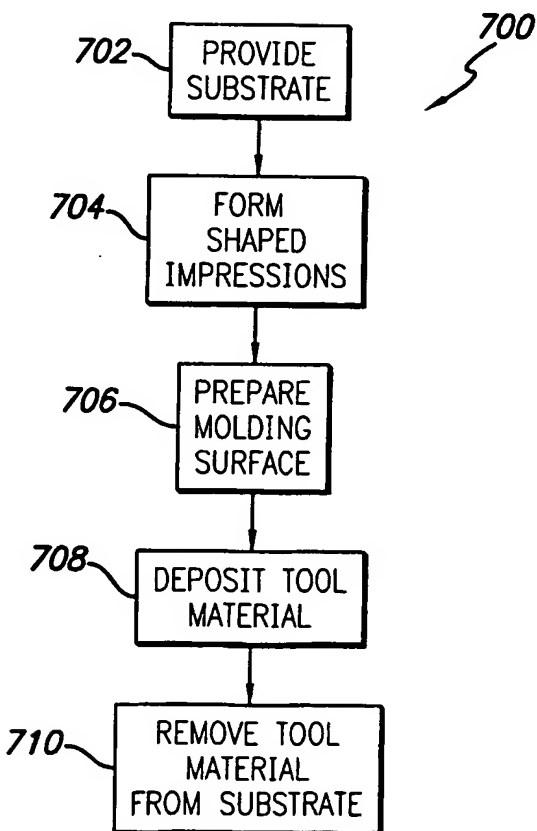 700
702
PROVIDE
SUBSTRATE
704
FORM
SHAPED
IMPRESSIONS
706
PREPARE
MOLDING
SURFACE
708
DEPOSIT TOOL
MATERIAL
710
REMOVE TOOL
MATERIAL
FROM SUBSTRATE